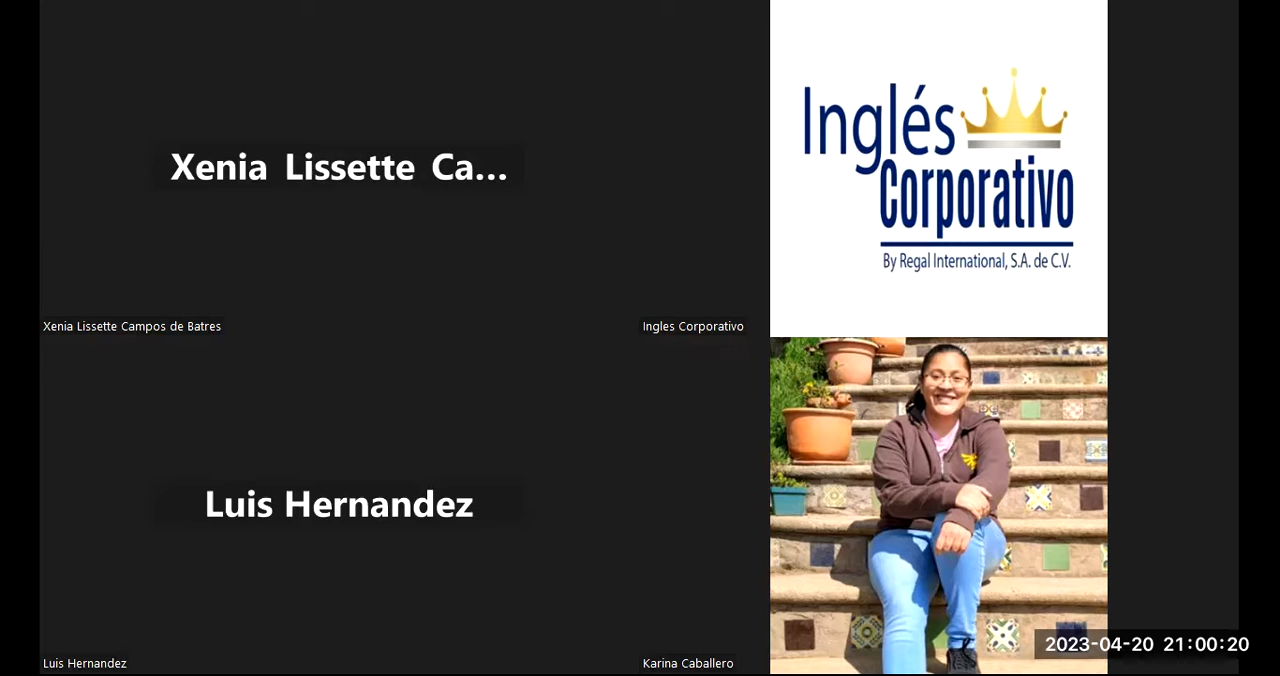 Xenia Lissette Ca...
Xenia Lissette Campos de Batres
Inglés
Corporativo
By Regal International, S.A. de C.V.
Ingles Corporativo
Luis Hernandez
Luis Hernandez
Karina Caballero
2023-04-20 21:00:20